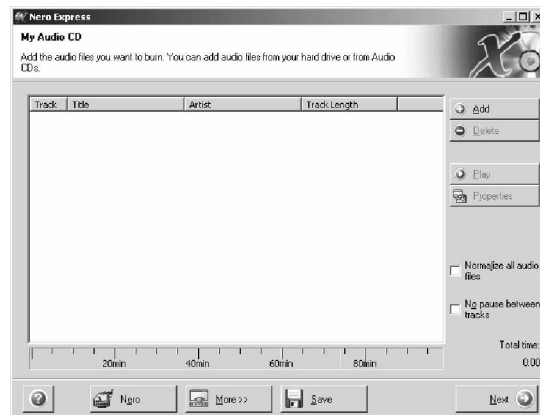 Nero Express
My Audio CD
Add the audio files you want to burn. You can add audio files from your hard drive or from Audio
CDs.
Track Title Artist Track Length
Add
Delete
Play
Properties
Normalize all audio
files
No pause between
tracks
Total time:
0:00
20min 40min 60min 80min
Nero More >> Save Next